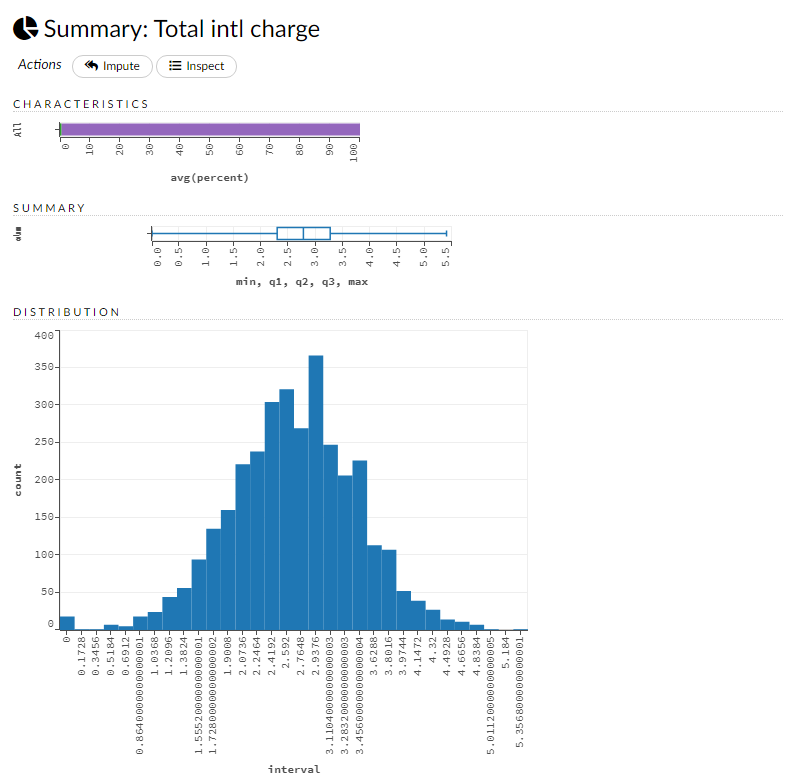 Summary: Total intl charge
Actions Impute Inspect
CHARACTERISTICS
All
0 10 20 30 40 50 60 70 80 90 100
avg(percent)
SUMMARY
0.0 0.5 1.0 1.5 2.0 2.5 3.0 3.5 4.0 4.5 5.0 5.5
min, q1, q2, q3, max
DISTRIBUTION
400
350
300
250
200
150
100
50
0
count
0 0.1728 0.3456 0.5184 0.6912 0.8640000000000001 1.0368 1.2096 1.3824 1.5552000000000001 1.7280000000000002 1.9008 2.0736 2.2464 2.4192 2.592 2.7648 2.9376 3.1104000000000003 3.2832000000000003 3.4560000000000004 3.6288 3.8016 3.9744 4.1472 4.32 4.4928 4.6656 4.8384 5.0112000000000005 5.184 5.3568000000000001
interval